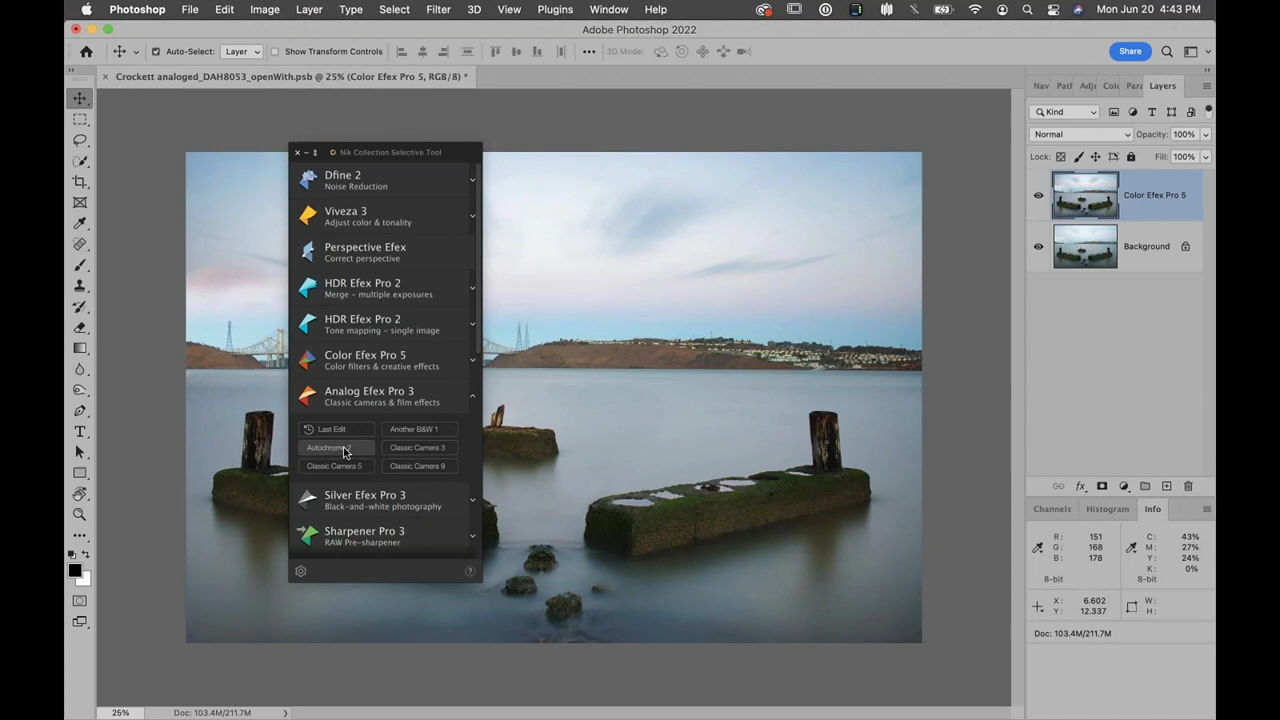 Photoshop File Edit Image Layer Type Select Filter 3D View Plugins Window Help Mon Jun 20 4:43 PM
Adobe Photoshop 2022
Auto-Select: Layer Show Transform Controls 3D Mode: Share
Crockett analoged_DAH8053_openWith.psb @ 25% (Color Efex Pro 5, RGB/8) *
Nav Path Adju Colo Para Layers
Kind
Normal Opacity: 100%
Lock: Fill: 100%
Color Efex Pro 5
Background
Nik Collection Selective Tool
Dfine 2
Noise Reduction
Viveza 3
Adjust color & tonality
Perspective Efex
Correct perspective
HDR Efex Pro 2
Merge - multiple exposures
HDR Efex Pro 2
Tone mapping - single image
Color Efex Pro 5
Color filters & creative effects
Analog Efex Pro 3
Classic cameras & film effects
Last Edit Another B&W 1
Classic Camera 3
Classic Camera 5 Classic Camera 9
Silver Efex Pro 3
Black-and-white photography
Sharpener Pro 3
RAW Pre-sharpener
?
Channels Histogram Info
R: 151 C: 43%
G: 168 M: 27%
B: 178 Y: 24%
K: 0%
8-bit 8-bit
X: 6.602 W:
Y: 12.337 H:
Doc: 103.4M/211.7M
25% Doc: 103.4M/211.7M